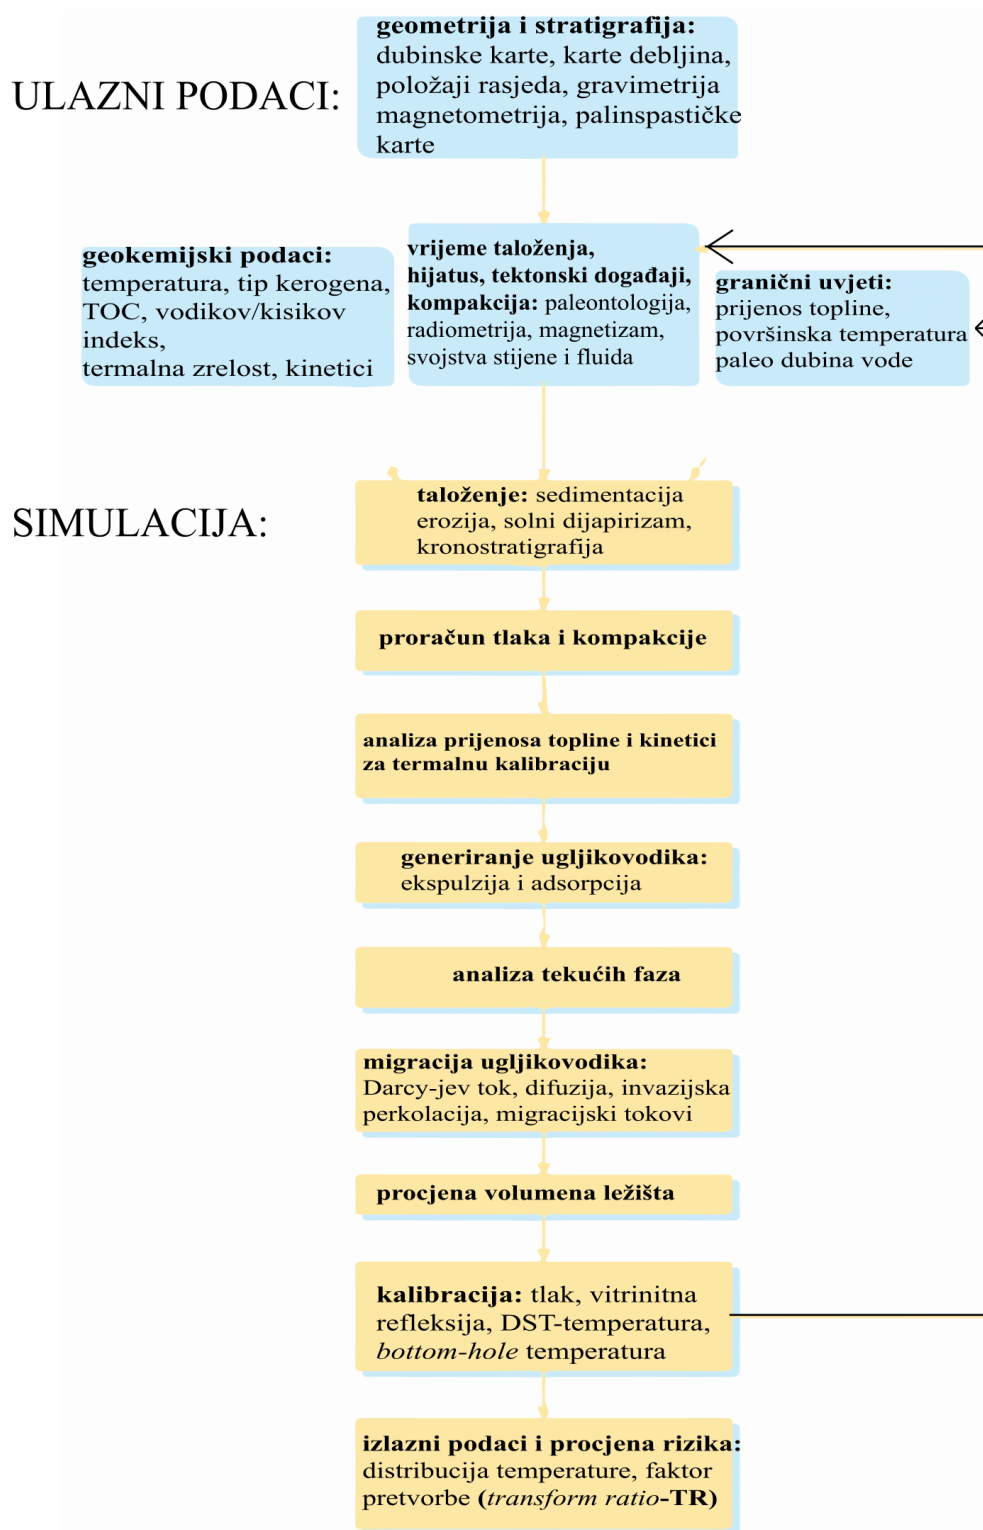 geometrija i stratigrafija:
dubinske karte, karte debljina,
položaji rasjeda, gravimetrija
magnetometrija, palinspastičke
karte
ULAZNI PODACI:
geokemijski podaci:
temperatura, tip kerogena,
TOC, vodikov/kisikov
indeks,
termalna zrelost, kinetici
vrijeme taloženja,
hijatus, tektonski događaji,
kompakcija: paleontologija,
radiometrija, magnetizam,
svojstva stijene i fluida
granični uvjeti:
prijenos topline,
površinska temperatura
paleo dubina vode
SIMULACIJA:
taloženje: sedimentacija
erozija, solni dijapirizam,
kronostratigrafija
proračun tlaka i kompakcije
analiza prijenosa topline i kinetici
za termalnu kalibraciju
generiranje ugljikovodika:
ekspulzija i adsorpcija
analiza tekućih faza
migracija ugljikovodika:
Darcy-jev tok, difuzija, invazijska
perkolacija, migracijski tokovi
procjena volumena ležišta
kalibracija: tlak, vitrinitna
refleksija, DST-temperatura,
bottom-hole temperatura
izlazni podaci i procjena rizika:
distribucija temperature, faktor
pretvorbe (transform ratio-TR)